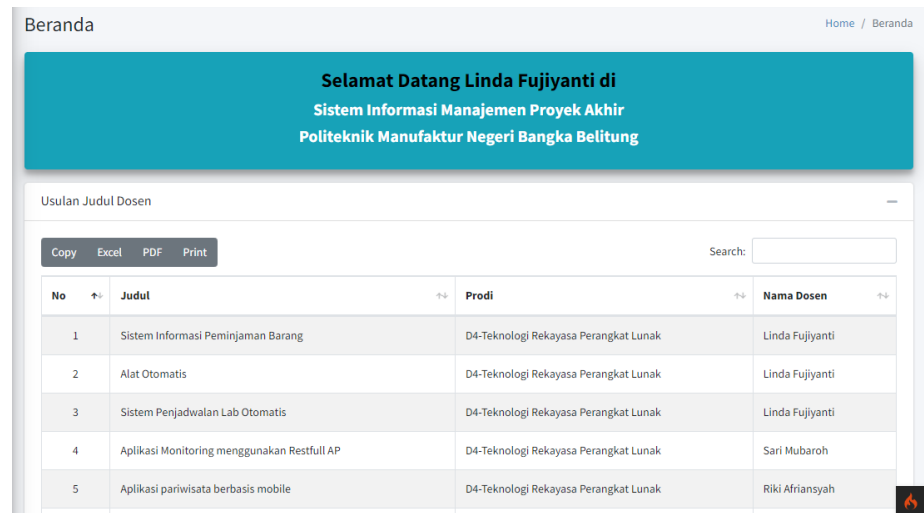 Beranda
Home / Beranda
Selamat Datang Linda Fujiyanti di
Sistem Informasi Manajemen Proyek Akhir
Politeknik Manufaktur Negeri Bangka Belitung
Usulan Judul Dosen
Copy Excel PDF Print
Search:
No Judul Prodi Nama Dosen
1 Sistem Informasi Peminjaman Barang D4-Teknologi Rekayasa Perangkat Lunak Linda Fujiyanti
2 Alat Otomatis D4-Teknologi Rekayasa Perangkat Lunak Linda Fujiyanti
3 Sistem Penjadwalan Lab Otomatis D4-Teknologi Rekayasa Perangkat Lunak Linda Fujiyanti
4 Aplikasi Monitoring menggunakan Restfull AP D4-Teknologi Rekayasa Perangkat Lunak Sari Mubaroh
5 Aplikasi pariwisata berbasis mobile D4-Teknologi Rekayasa Perangkat Lunak Riki Afriansyah